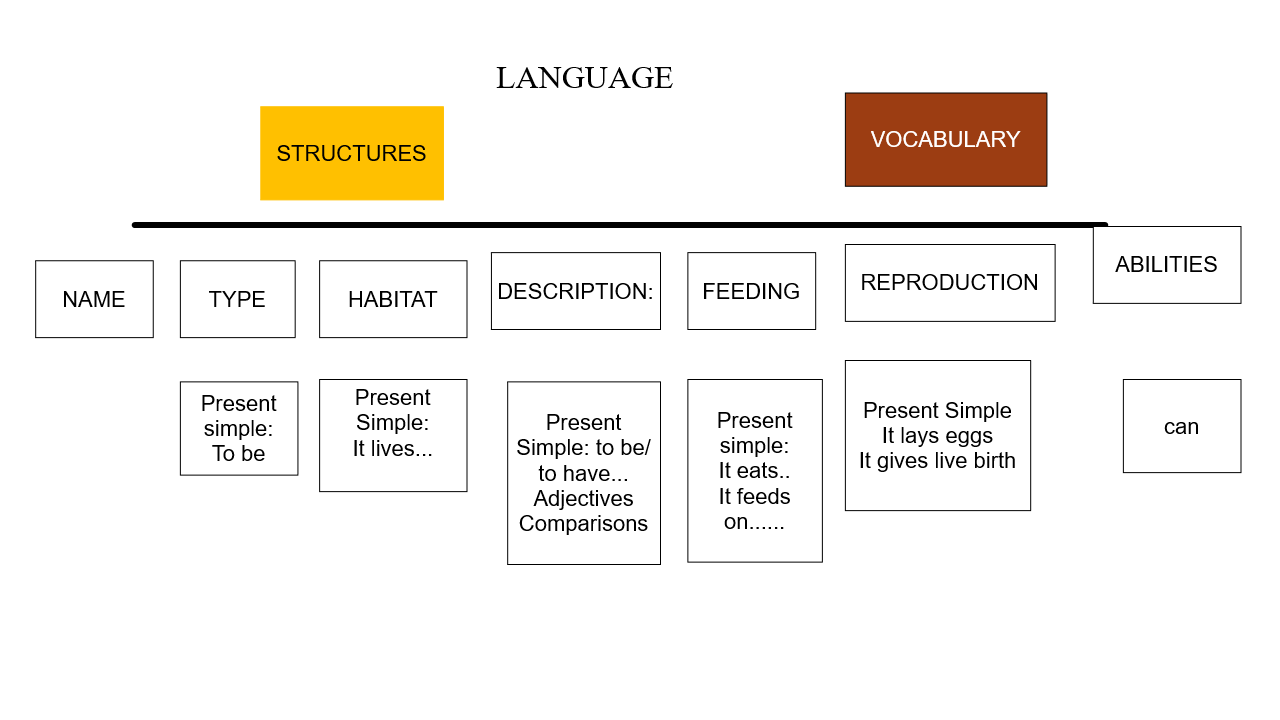 LANGUAGE
STRUCTURES
VOCABULARY
NAME
TYPE
HABITAT
DESCRIPTION:
FEEDING
REPRODUCTION
ABILITIES
Present
simple:
To be
Present
Simple:
It lives...
Present
Simple: to be/
to have...
Adjectives
Comparisons
Present
simple:
It eats..
It feeds
on......
Present Simple
It lays eggs
It gives live birth
can